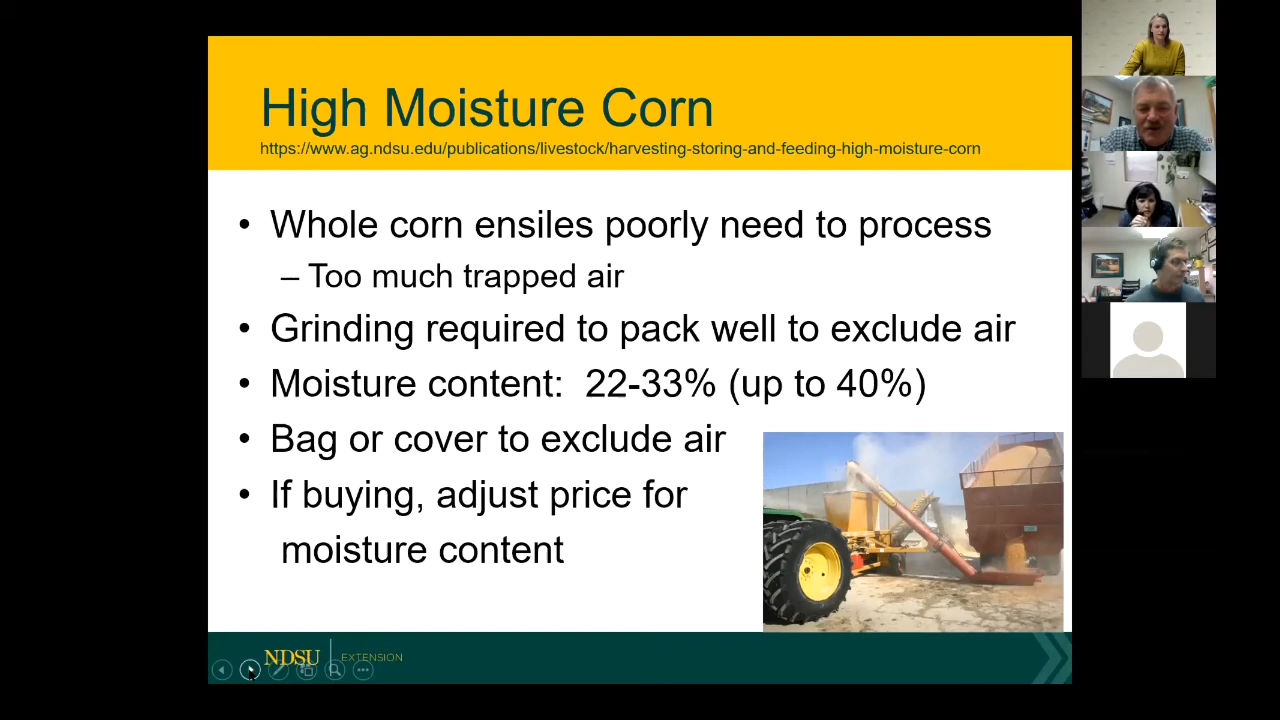 High Moisture Corn
https://www.ag.ndsu.edu/publications/livestock/harvesting-storing-and-feeding-high-moisture-corn
• Whole corn ensiles poorly need to process
– Too much trapped air
• Grinding required to pack well to exclude air
• Moisture content:  22-33% (up to 40%)
• Bag or cover to exclude air
• If buying, adjust price for
moisture content
NDSU EXTENSION